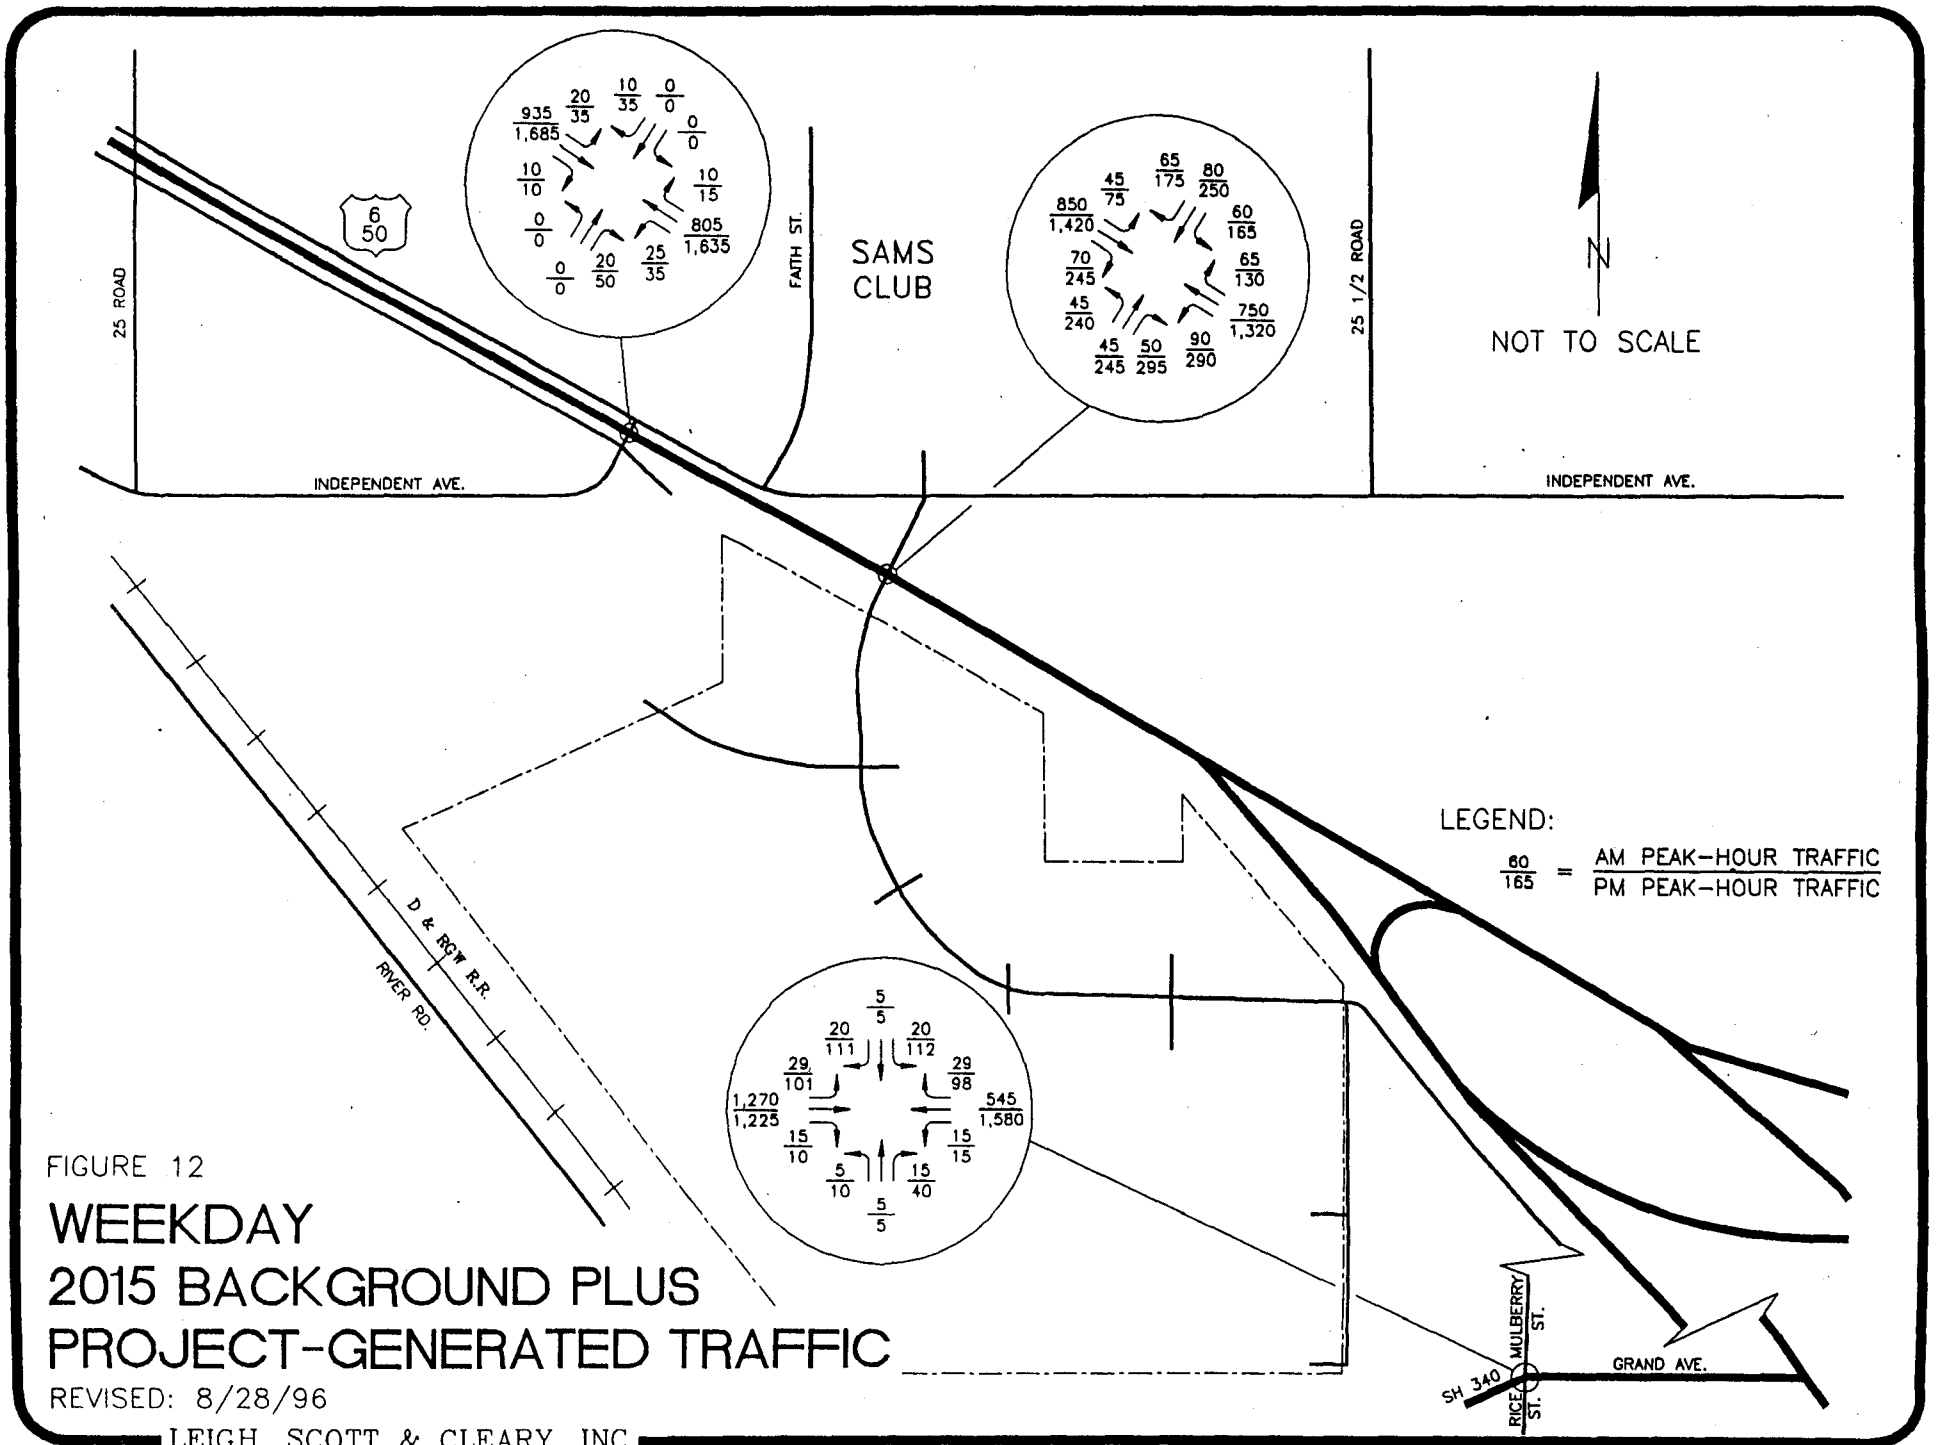 10
35
0
0
20
35
935
1,685
0
0
10
10
10
15
0
0
805
1,635
20
50
25
35
0
0
65
175
80
250
45
75
850
1,420
60
165
70
245
65
130
45
240
750
1,320
45
245
50
295
90
290
6
50
25 ROAD
FAITH ST.
SAMS
CLUB
25 1/2 ROAD
N
NOT TO SCALE
INDEPENDENT AVE.
INDEPENDENT AVE.
LEGEND:
60
165
=
AM PEAK-HOUR TRAFFIC
PM PEAK-HOUR TRAFFIC
D & RGW R.R.
RIVER RD.
5
5
20
111
20
112
29
101
29
98
1,270
1,225
545
1,580
15
10
15
15
5
10
15
40
5
5
MULBERRY
ST.
GRAND AVE.
SH 340
RICE
ST.
FIGURE 12
WEEKDAY
2015 BACKGROUND PLUS
PROJECT-GENERATED TRAFFIC
REVISED: 8/28/96
LEIGH, SCOTT & CLEARY, INC.